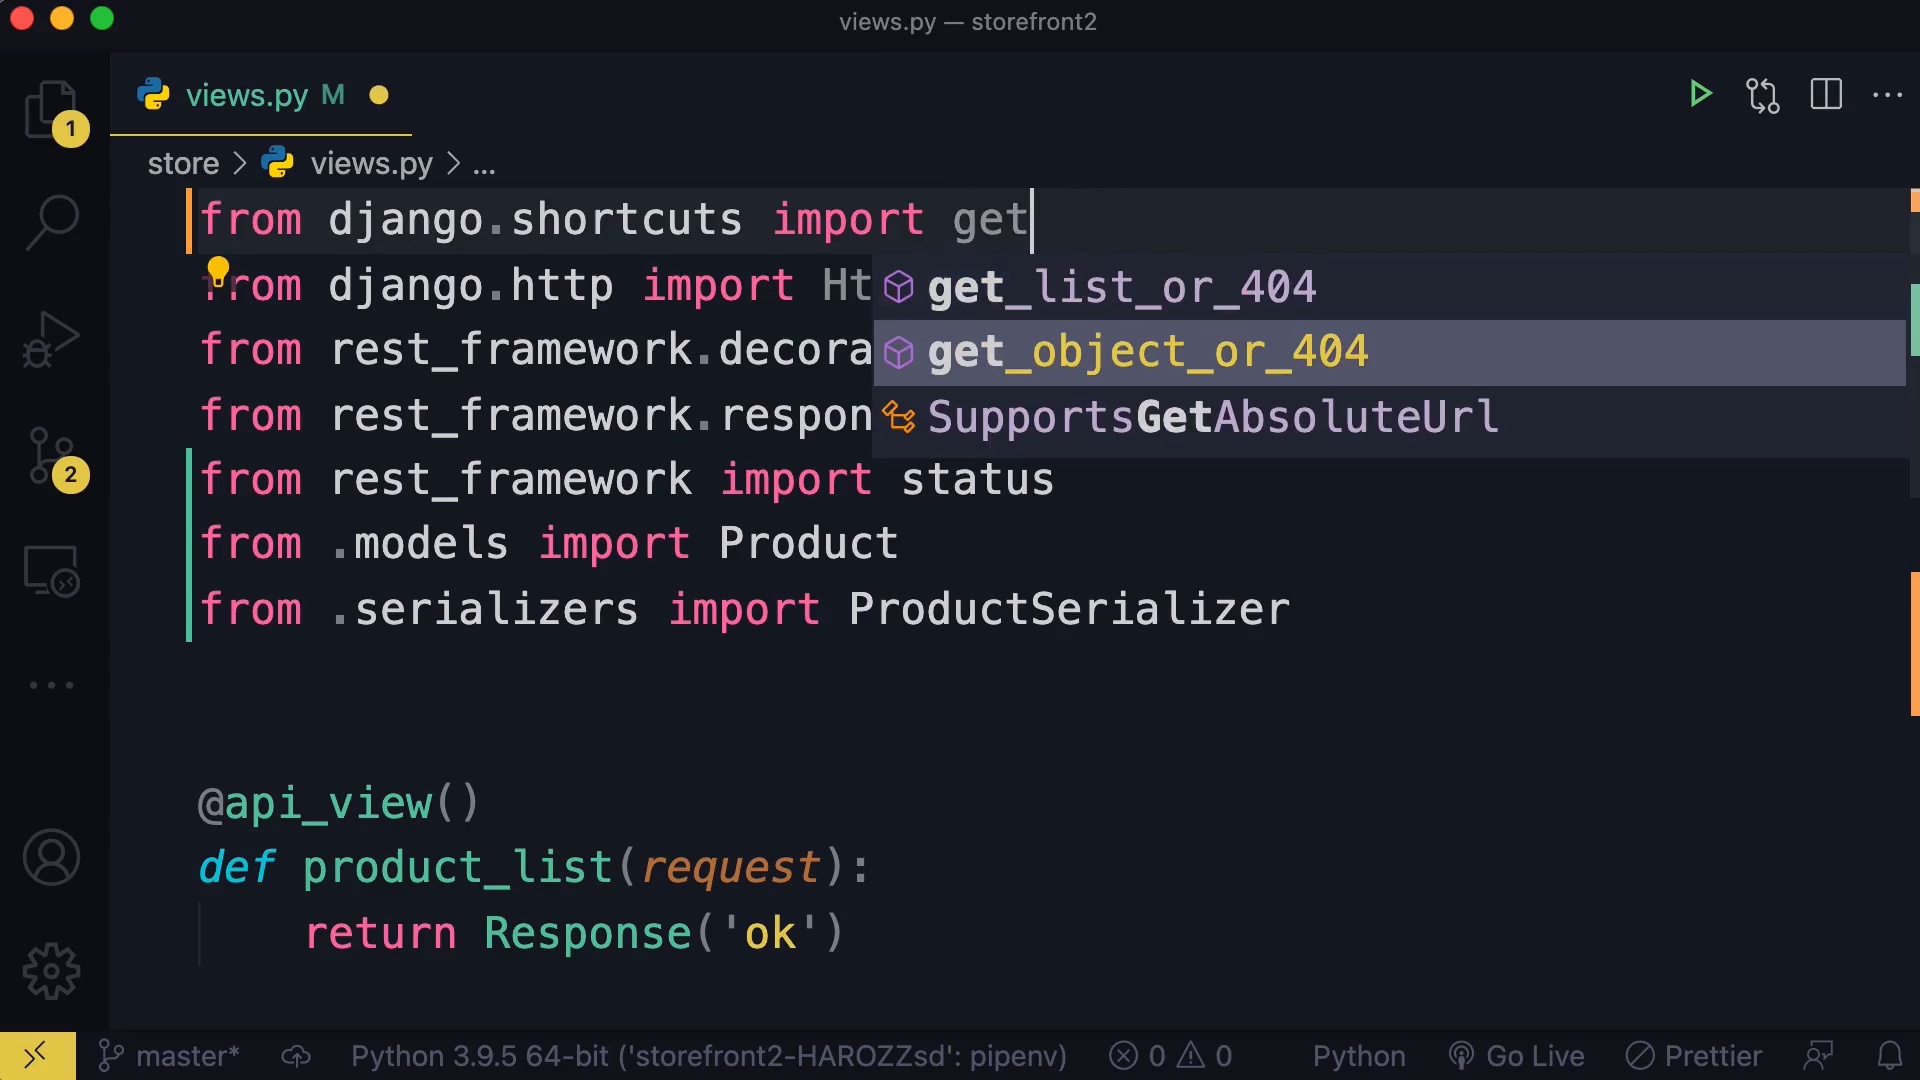 views.py — storefront2
views.py M
1
store > views.py > ...
from django.shortcuts import get
from django.http import Ht
get_list_or_404
from rest_framework.decora
get_object_or_404
from rest_framework.respon
SupportsGetAbsoluteUrl
from rest_framework import status
2
from .models import Product
from .serializers import ProductSerializer
@api_view()
def product_list(request):
return Response('ok')
master* Python 3.9.5 64-bit ('storefront2-HAROZZsd': pipenv) 0 0 Python Go Live Prettier